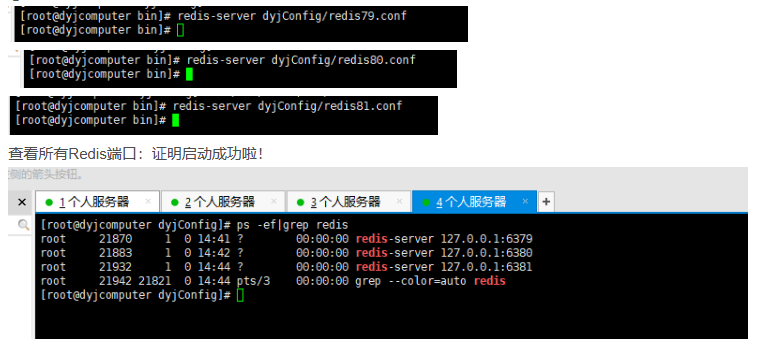 [root@dyjcomputer bin]# redis-server dyjConfig/redis79.conf
[root@dyjcomputer bin]#
[root@dyjcomputer bin]# redis-server dyjConfig/redis80.conf
[root@dyjcomputer bin]#
[root@dyjcomputer bin]# redis-server dyjConfig/redis81.conf
[root@dyjcomputer bin]#
查看所有Redis端口：证明启动成功啦！
侧的箭头按钮。
× 1 个人服务器 × 2 个人服务器 × 3 个人服务器 × 4 个人服务器 × +
[root@dyjcomputer dyjConfig]# ps -ef|grep redis
root 21870 1 0 14:41 ? 00:00:00 redis-server 127.0.0.1:6379
root 21883 1 0 14:42 ? 00:00:00 redis-server 127.0.0.1:6380
root 21932 1 0 14:44 ? 00:00:00 redis-server 127.0.0.1:6381
root 21942 21821 0 14:44 pts/3 00:00:00 grep --color=auto redis
[root@dyjcomputer dyjConfig]#